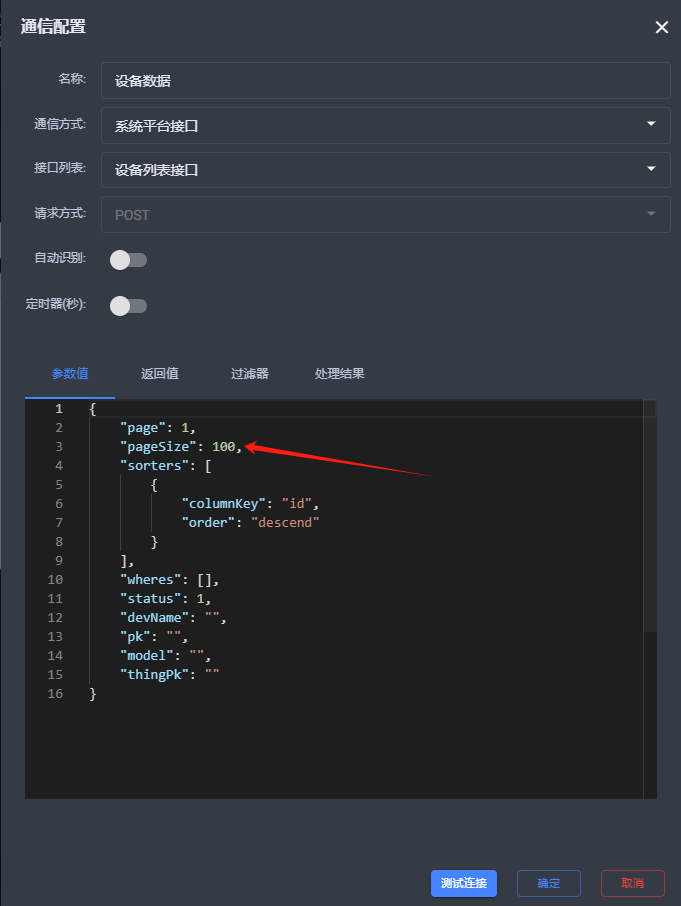 通信配置
名称: 设备数据
通信方式: 系统平台接口
接口列表: 设备列表接口
请求方式: POST
自动识别:
定时器(秒):
参数值 返回值 过滤器 处理结果
1 {
2 "page": 1,
3 "pageSize": 100,
4 "sorters": [
5 {
6 "columnKey": "id",
7 "order": "descend"
8 }
9 ],
10 "wheres": [],
11 "status": 1,
12 "devName": "",
13 "pk": "",
14 "model": "",
15 "thingPk": ""
16 }
测试连接 确定 取消